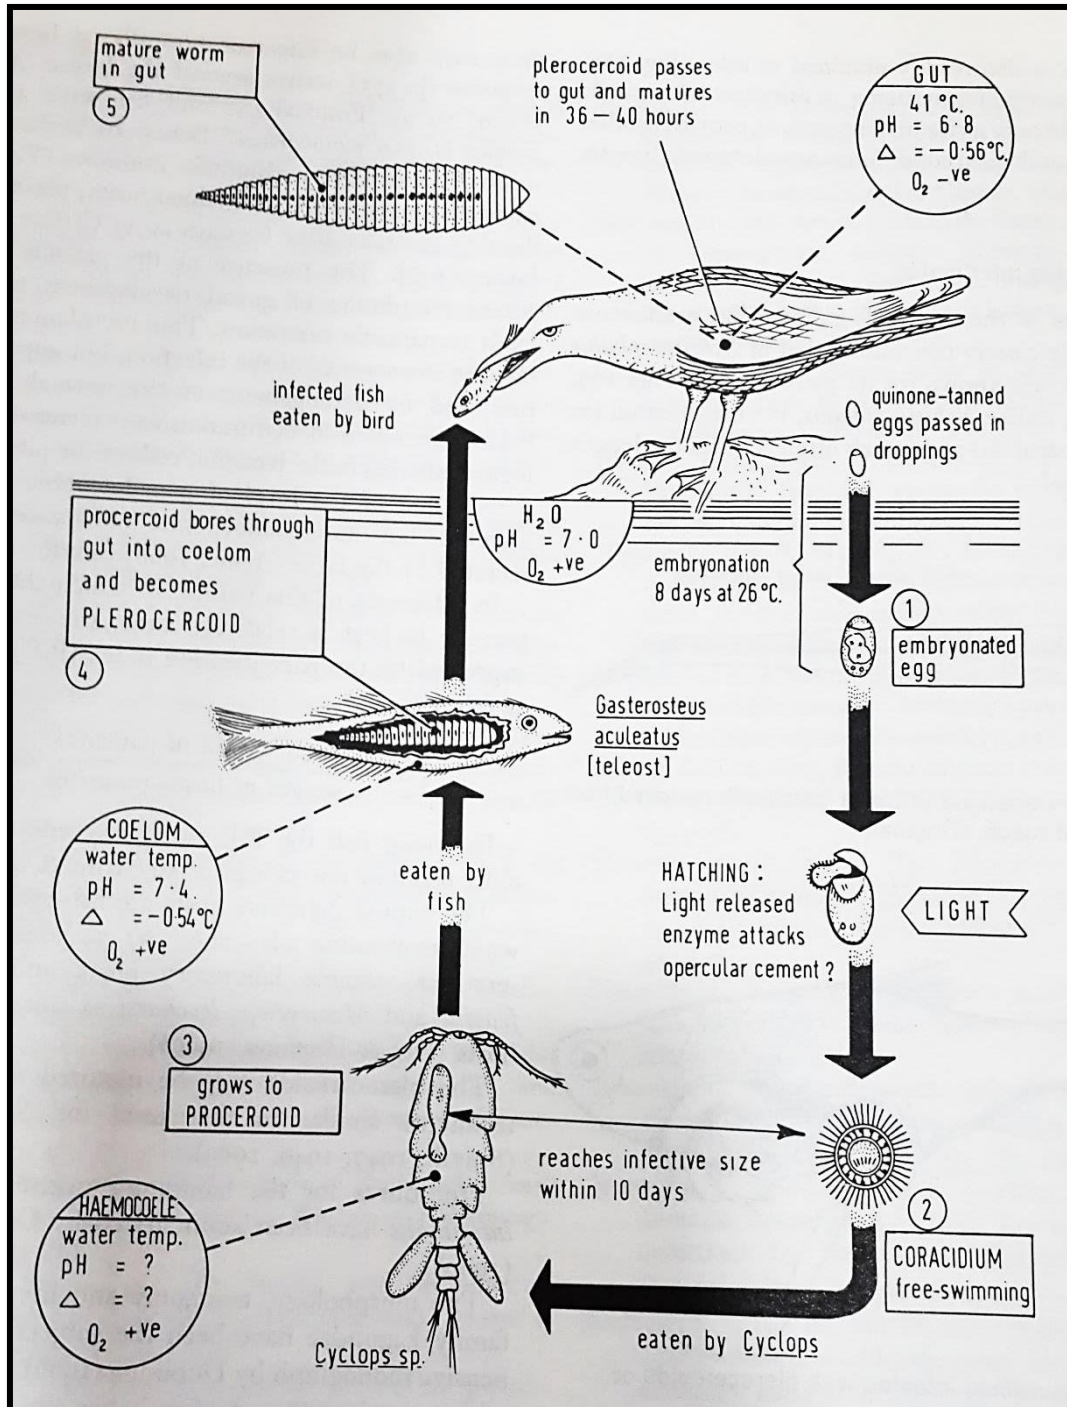 mature worm
in gut
5
plerocercoid passes
to gut and matures
in 36 – 40 hours
GUT
41 °C.
pH = 6·8
△ = –0·56°C.
O₂ –ve
infected fish
eaten by bird
quinone-tanned
eggs passed in
droppings
procercoid bores through
gut into coelom
and becomes
PLEROCERCOID
4
H₂O
pH = 7·0
O₂ +ve
embryonation
8 days at 26°C.
1
embryonated
egg
Gasterosteus
aculeatus
[teleost]
COELOM
water temp.
pH = 7·4.
△ = –0·54°C
O₂ +ve
eaten by
fish
HATCHING :
Light released
enzyme attacks
opercular cement ?
LIGHT
3
grows to
PROCERCOID
reaches infective size
within 10 days
HAEMOCOELE
water temp.
pH = ?
△ = ?
O₂ +ve
2
CORACIDIUM
free-swimming
Cyclops sp.
eaten by Cyclops